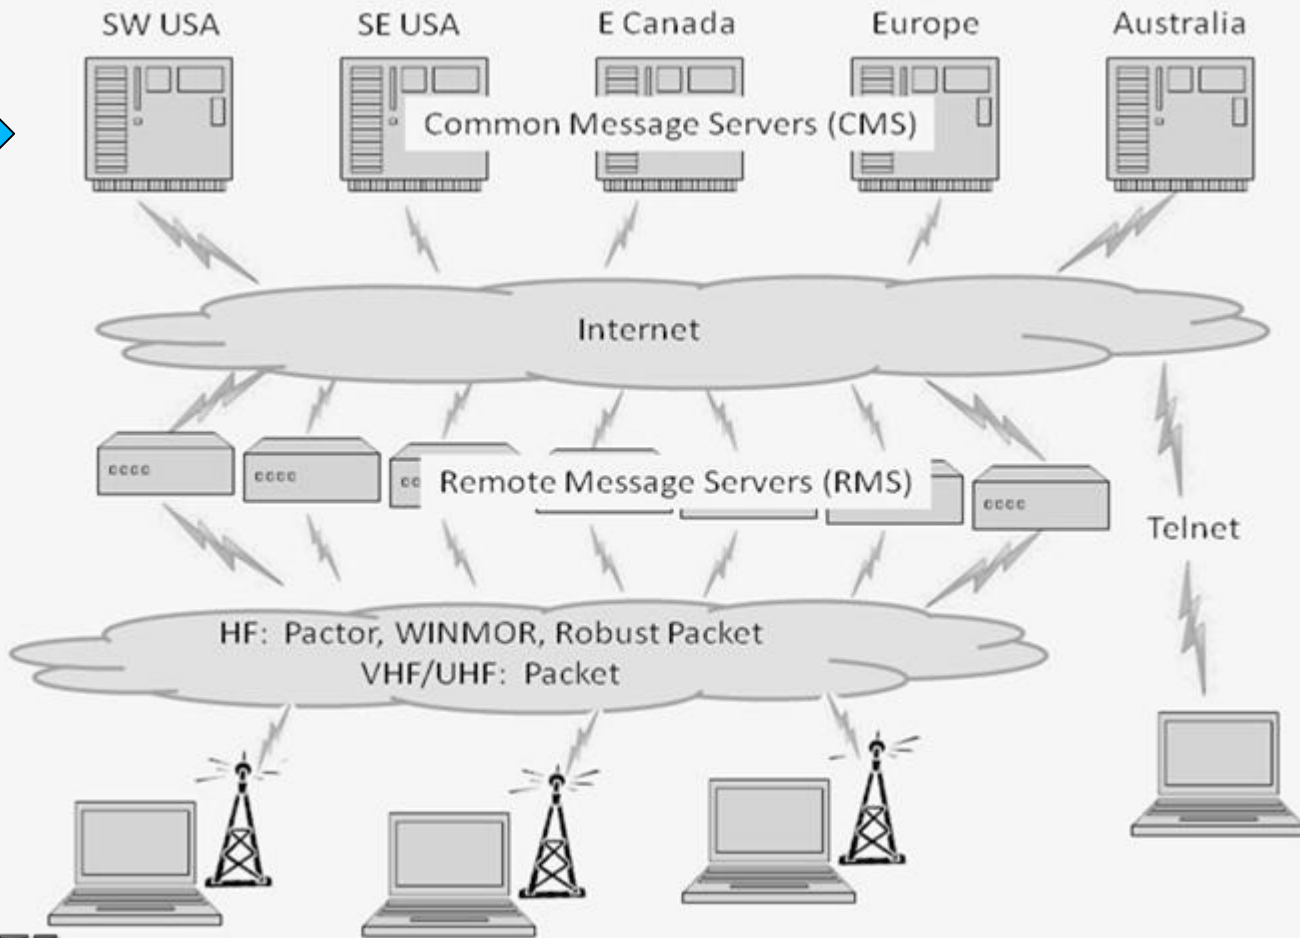 SW USA
SE USA
E Canada
Europe
Australia
Common Message Servers (CMS)
Internet
Remote Message Servers (RMS)
Telnet
HF: Pactor, WINMOR, Robust Packet
VHF/UHF: Packet